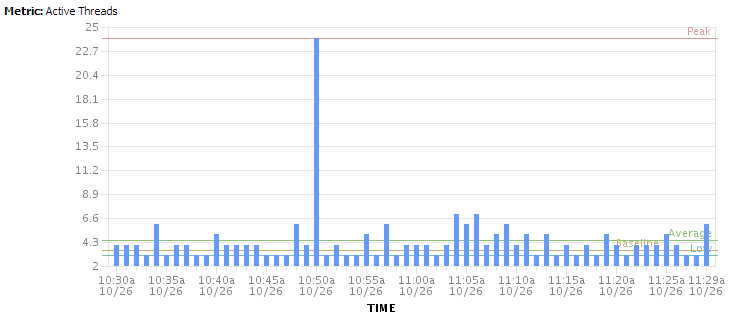 Metric: Active Threads
25
Peak
22.7
20.4
18.1
15.8
13.5
11.2
8.9
6.6
Average
4.3
Baseline
Low
2
10:30a 10:35a 10:40a 10:45a 10:50a 10:55a 11:00a 11:05a 11:10a 11:15a 11:20a 11:25a 11:29a
10/26 10/26 10/26 10/26 10/26 10/26 10/26 10/26 10/26 10/26 10/26 10/26 10/26
TIME